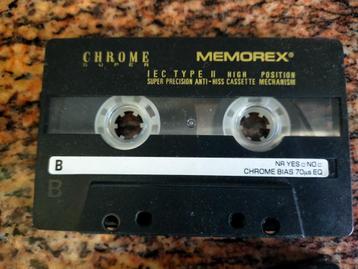 CHROME MEMOREX®
SUPER
IEC TYPE II HIGH POSITION
SUPER PRECISION ANTI-HISS CASSETTE MECHANISM
B NR YES □ NO □
CHROME BIAS 70µs EQ
B